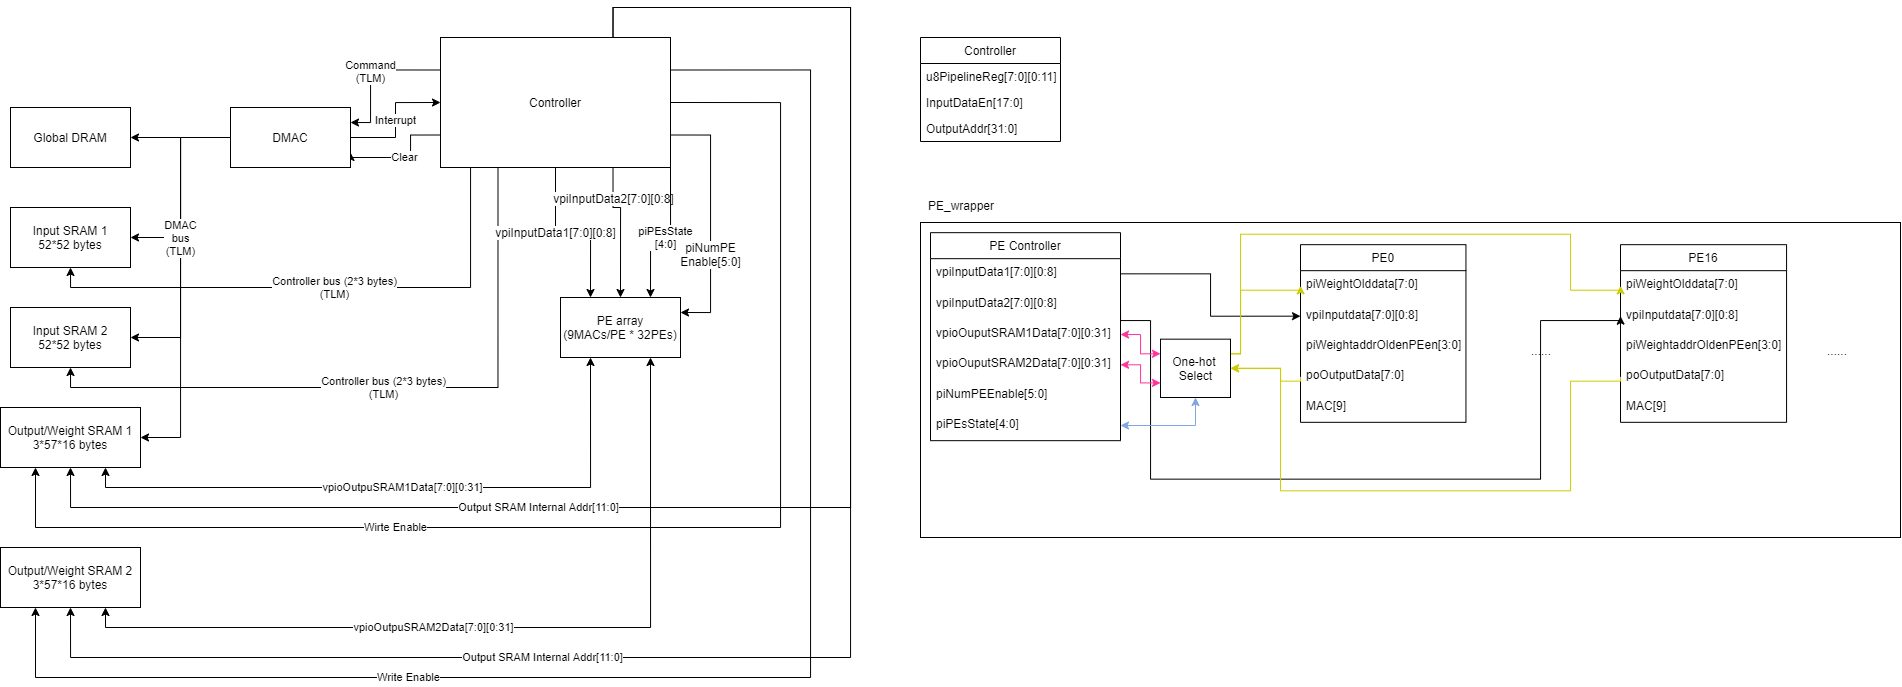 Command
(TLM)
Controller
Global DRAM
DMAC
Interrupt
Clear
Input SRAM 1
52*52 bytes
DMAC
bus
(TLM)
vpiInputData2[7:0][0:8]
vpiInputData1[7:0][0:8]
piPEsState
[4:0]
piNumPE
Enable[5:0]
Controller bus (2*3 bytes)
(TLM)
Input SRAM 2
52*52 bytes
PE array
(9MACs/PE * 32PEs)
Controller bus (2*3 bytes)
(TLM)
Output/Weight SRAM 1
3*57*16 bytes
vpioOutpuSRAM1Data[7:0][0:31]
Output SRAM Internal Addr[11:0]
Wirte Enable
Output/Weight SRAM 2
3*57*16 bytes
vpioOutpuSRAM2Data[7:0][0:31]
Output SRAM Internal Addr[11:0]
Write Enable
Controller
u8PipelineReg[7:0][0:11]
InputDataEn[17:0]
OutputAddr[31:0]
PE_wrapper
PE Controller
vpiInputData1[7:0][0:8]
vpiInputData2[7:0][0:8]
vpioOuputSRAM1Data[7:0][0:31]
vpioOuputSRAM2Data[7:0][0:31]
piNumPEEnable[5:0]
piPEsState[4:0]
One-hot
Select
PE0
piWeightOlddata[7:0]
vpiInputdata[7:0][0:8]
piWeightaddrOldenPEen[3:0]
poOutputData[7:0]
MAC[9]
......
PE16
piWeightOlddata[7:0]
vpiInputdata[7:0][0:8]
piWeightaddrOldenPEen[3:0]
poOutputData[7:0]
MAC[9]
......